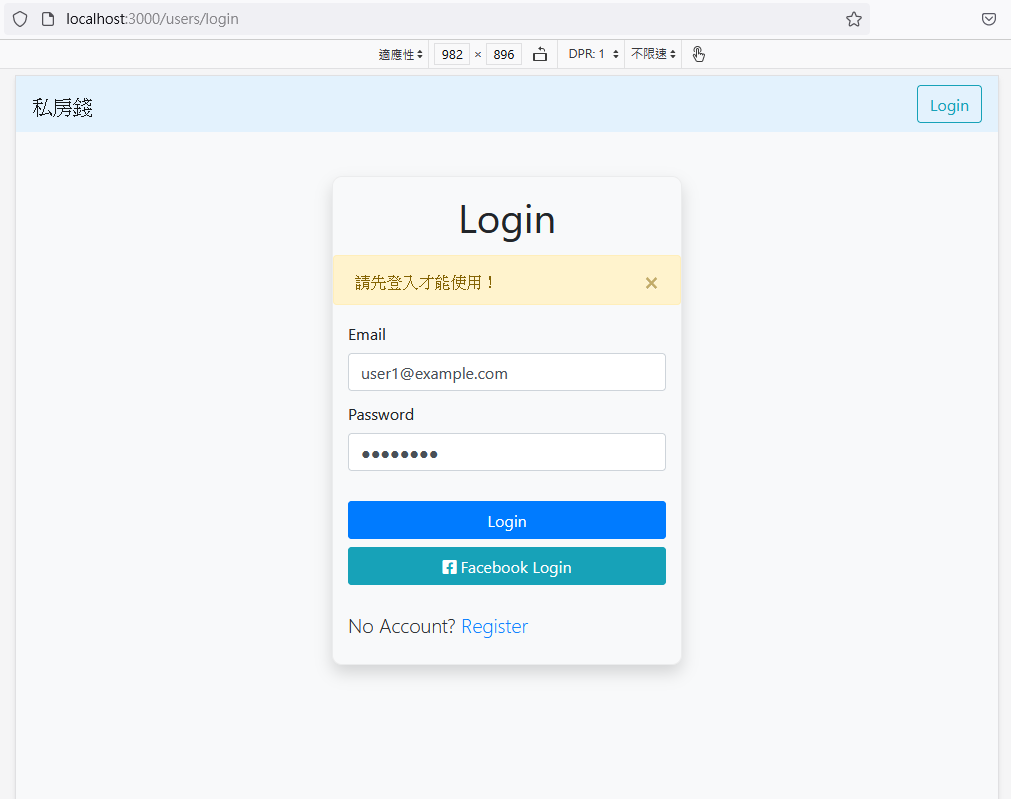 localhost:3000/users/login
適應性 982 × 896 DPR: 1 不限速
私房錢 Login
Login
請先登入才能使用！ ×
Email
user1@example.com
Password
●●●●●●●●
Login
Facebook Login
No Account? Register